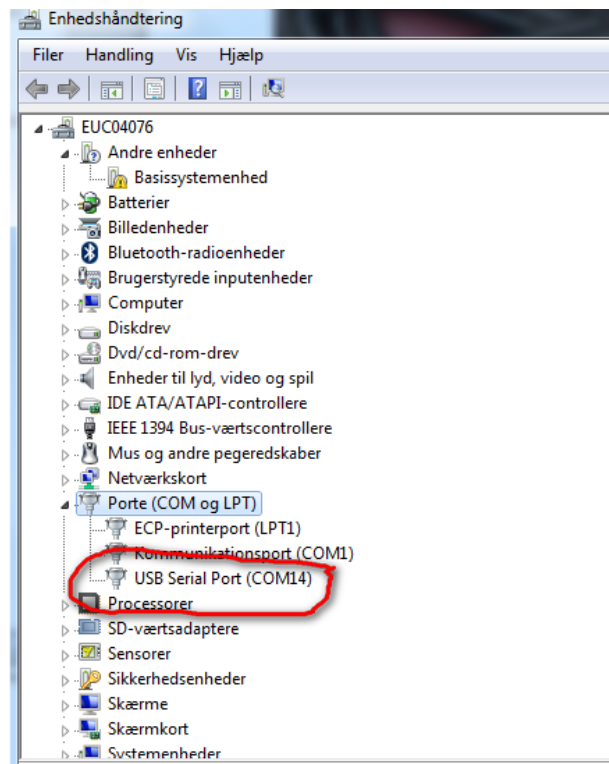 Enhedshåndtering
Filer Handling Vis Hjælp
EUC04076
Andre enheder
Basissystemenhed
Batterier
Billedenheder
Bluetooth-radioenheder
Brugerstyrede inputenheder
Computer
Diskdrev
Dvd/cd-rom-drev
Enheder til lyd, video og spil
IDE ATA/ATAPI-controllere
IEEE 1394 Bus-værtscontrollere
Mus og andre pegeredskaber
Netværkskort
Porte (COM og LPT)
ECP-printerport (LPT1)
Kommunikationsport (COM1)
USB Serial Port (COM14)
Processorer
SD-værtsadaptere
Sensorer
Sikkerhedsenheder
Skærme
Skærmkort
Systemenheder